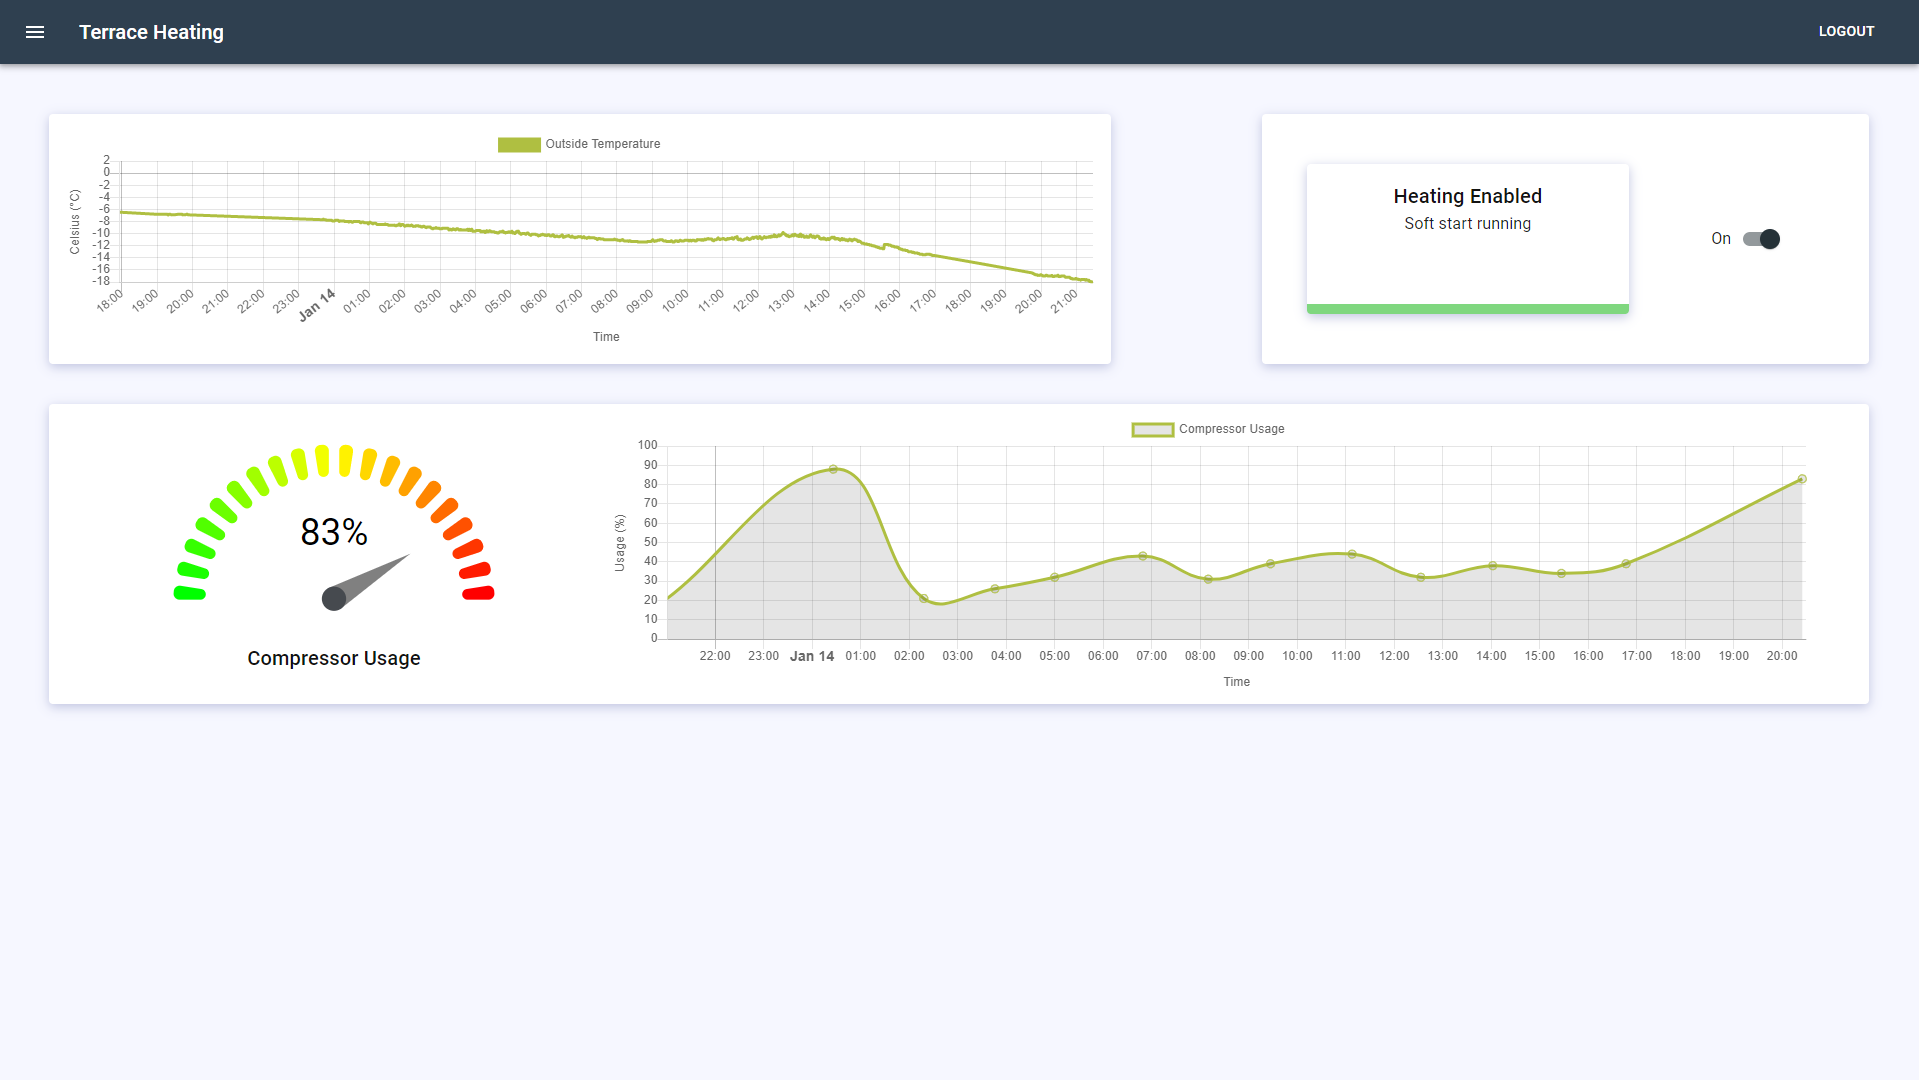 Terrace Heating
LOGOUT
Outside Temperature
2
0
-2
-4
-6
-8
-10
-12
-14
-16
-18
Celsius (°C)
18:00 19:00 20:00 21:00 22:00 23:00 Jan 14 01:00 02:00 03:00 04:00 05:00 06:00 07:00 08:00 09:00 10:00 11:00 12:00 13:00 14:00 15:00 16:00 17:00 18:00 19:00 20:00 21:00
Time
Heating Enabled
Soft start running
On
83%
Compressor Usage
Compressor Usage
100
90
80
70
60
50
40
30
20
10
0
Usage (%)
22:00 23:00 Jan 14 01:00 02:00 03:00 04:00 05:00 06:00 07:00 08:00 09:00 10:00 11:00 12:00 13:00 14:00 15:00 16:00 17:00 18:00 19:00 20:00
Time